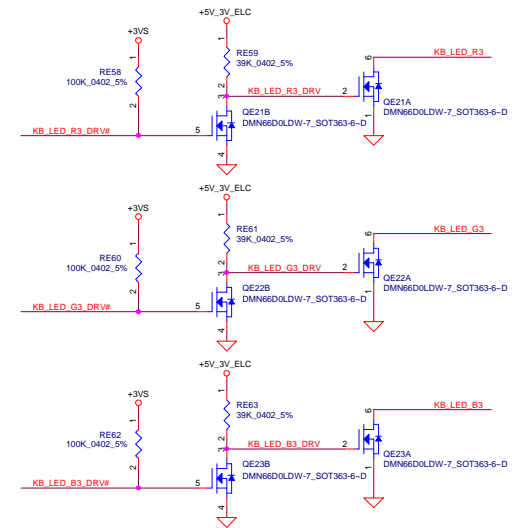 +5V_3V_ELC
+3VS
1
1
RE59
39K_0402_5%
RE58
100K_0402_5%
2
2
6
KB_LED_R3
KB_LED_R3_DRV
2
3
QE21A
DMN66D0LDW-7_SOT363-6~D
1
QE21B
DMN66D0LDW-7_SOT363-6~D
KB_LED_R3_DRV#
5
4
+5V_3V_ELC
+3VS
1
1
RE61
39K_0402_5%
RE60
100K_0402_5%
2
2
6
KB_LED_G3
KB_LED_G3_DRV
2
3
QE22A
DMN66D0LDW-7_SOT363-6~D
1
QE22B
DMN66D0LDW-7_SOT363-6~D
KB_LED_G3_DRV#
5
4
+5V_3V_ELC
+3VS
1
1
RE63
39K_0402_5%
RE62
100K_0402_5%
2
2
6
KB_LED_B3
KB_LED_B3_DRV
2
3
QE23A
DMN66D0LDW-7_SOT363-6~D
1
QE23B
DMN66D0LDW-7_SOT363-6~D
KB_LED_B3_DRV#
5
4